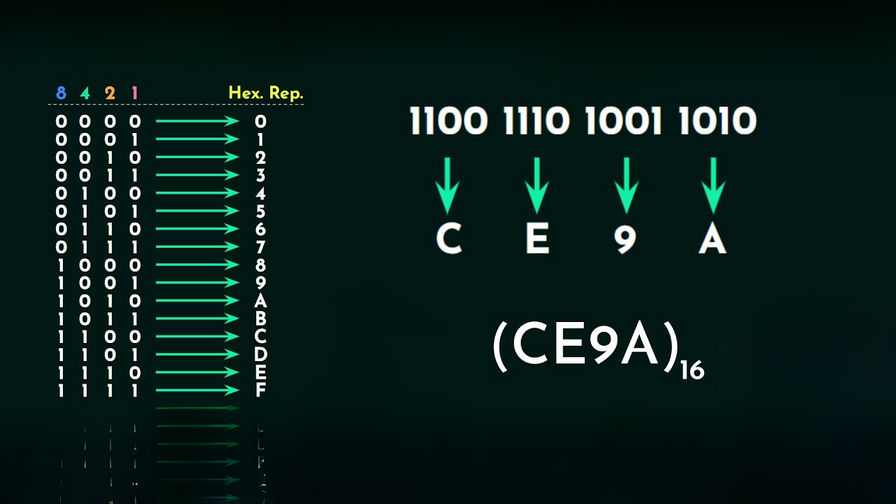 8 4 2 1 Hex. Rep.
0 0 0 0 0
0 0 0 1 1
0 0 1 0 2
0 0 1 1 3
0 1 0 0 4
0 1 0 1 5
0 1 1 0 6
0 1 1 1 7
1 0 0 0 8
1 0 0 1 9
1 0 1 0 A
1 0 1 1 B
1 1 0 0 C
1 1 0 1 D
1 1 1 0 E
1 1 1 1 F
1100 1110 1001 1010
C E 9 A
(CE9A)16